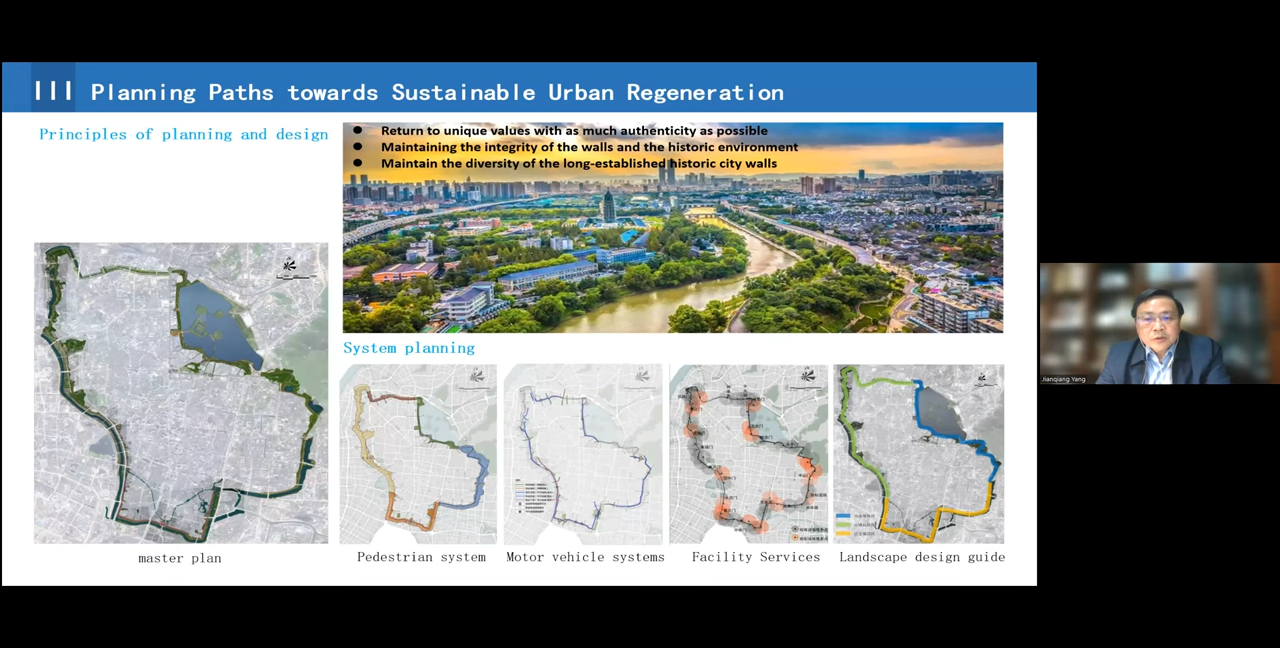 III Planning Paths towards Sustainable Urban Regeneration
Principles of planning and design
● Return to unique values with as much authenticity as possible
● Maintaining the integrity of the walls and the historic environment
● Maintain the diversity of the long-established historic city walls
System planning
master plan
Pedestrian system
Motor vehicle systems
Facility Services
Landscape design guide
Jianqiang Yang